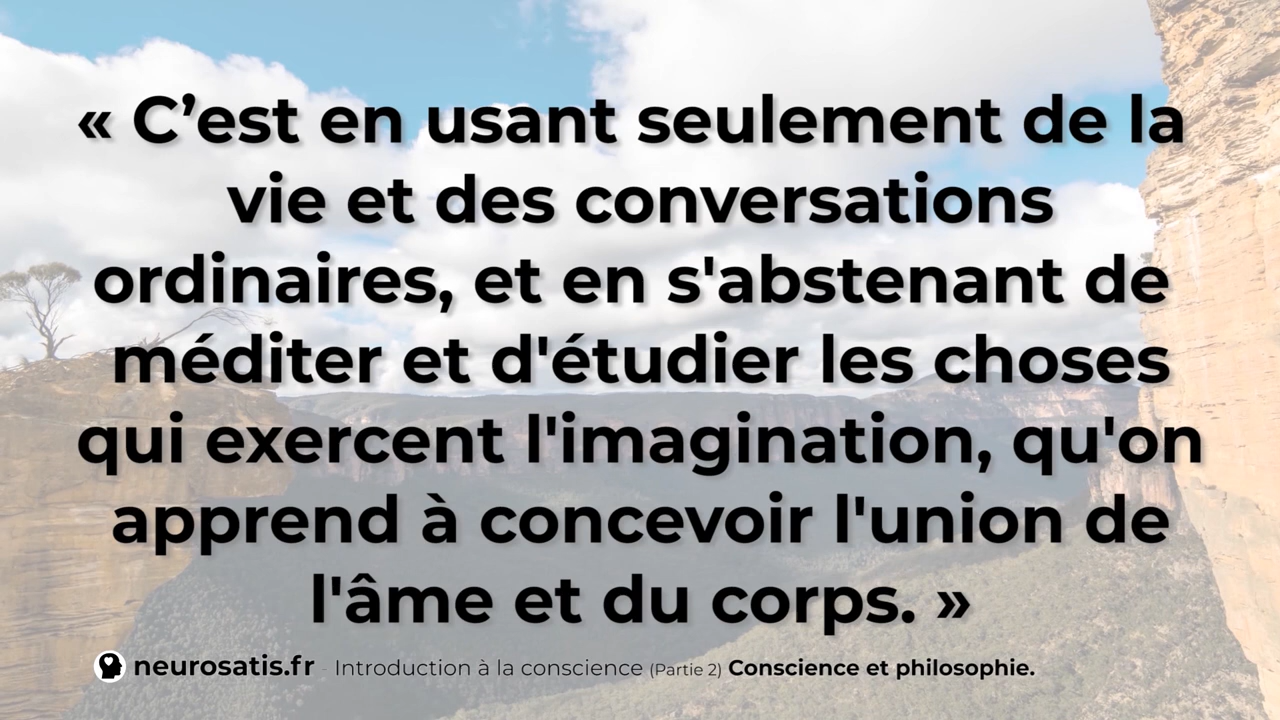 « C’est en usant seulement de la
vie et des conversations
ordinaires, et en s'abstenant de
méditer et d'étudier les choses
qui exercent l'imagination, qu'on
apprend à concevoir l'union de
l'âme et du corps. »
neurosatis.fr - Introduction à la conscience (Partie 2) Conscience et philosophie.